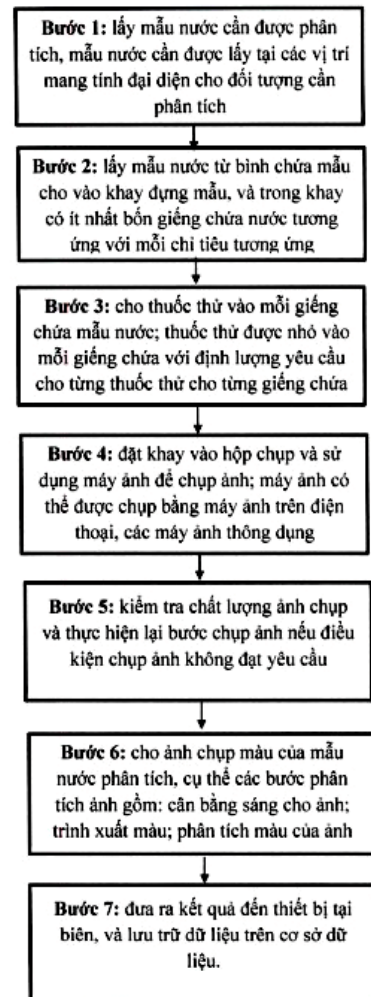 Bước 1: lấy mẫu nước cần được phân
tích, mẫu nước cần được lấy tại các vị trí
mang tính đại diện cho đối tượng cần
phân tích
Bước 2: lấy mẫu nước từ bình chứa mẫu
cho vào khay đựng mẫu, và trong khay
có ít nhất bốn giếng chứa nước tương
ứng với mỗi chỉ tiêu tương ứng
Bước 3: cho thuốc thử vào mỗi giếng
chứa mẫu nước; thuốc thử được nhỏ vào
mỗi giếng chứa với định lượng yêu cầu
cho từng thuốc thử cho từng giếng chứa
Bước 4: đặt khay vào hộp chụp và sử
dụng máy ảnh để chụp ảnh; máy ảnh có
thể được chụp bằng máy ảnh trên điện
thoại, các máy ảnh thông dụng
Bước 5: kiểm tra chất lượng ảnh chụp
và thực hiện lại bước chụp ảnh nếu điều
kiện chụp ảnh không đạt yêu cầu
Bước 6: cho ảnh chụp màu của mẫu
nước phân tích, cụ thể các bước phân
tích ảnh gồm: cân bằng sáng cho ảnh;
trình xuất màu; phân tích màu của ảnh
Bước 7: đưa ra kết quả đến thiết bị tại
biên, và lưu trữ dữ liệu trên cơ sở dữ
liệu.